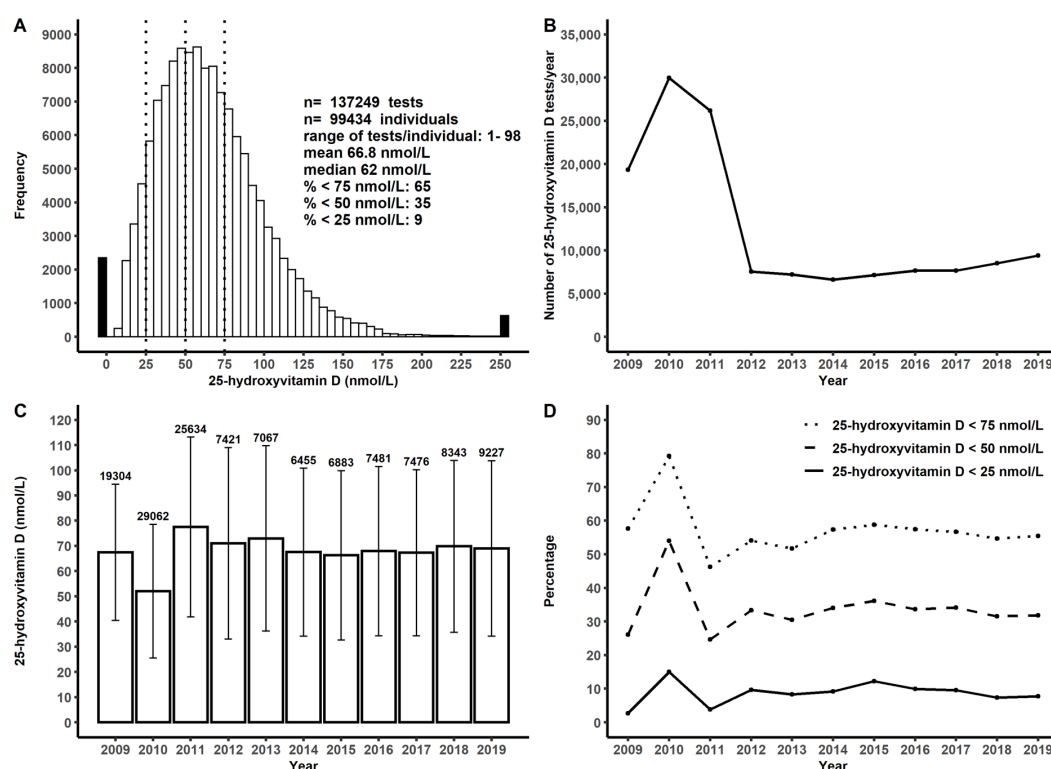 A
9000
8000
7000
6000
5000
4000
3000
2000
1000
0
Frequency
n= 137249 tests
n= 99434 individuals
range of tests/individual: 1- 98
mean 66.8 nmol/L
median 62 nmol/L
% < 75 nmol/L: 65
% < 50 nmol/L: 35
% < 25 nmol/L: 9
0 25 50 75 100 125 150 175 200 225 250
25-hydroxyvitamin D (nmol/L)
B
35,000
30,000
25,000
20,000
15,000
10,000
5,000
0
Number of 25-hydroxyvitamin D tests/year
2009 2010 2011 2012 2013 2014 2015 2016 2017 2018 2019
Year
C
120
110
100
90
80
70
60
50
40
30
20
10
0
25-hydroxyvitamin D (nmol/L)
19304 29062 25634 7421 7067 6455 6883 7481 7476 8343 9227
2009 2010 2011 2012 2013 2014 2015 2016 2017 2018 2019
Year
D
90
80
70
60
50
40
30
20
10
0
Percentage
25-hydroxyvitamin D < 75 nmol/L
25-hydroxyvitamin D < 50 nmol/L
25-hydroxyvitamin D < 25 nmol/L
2009 2010 2011 2012 2013 2014 2015 2016 2017 2018 2019
Year